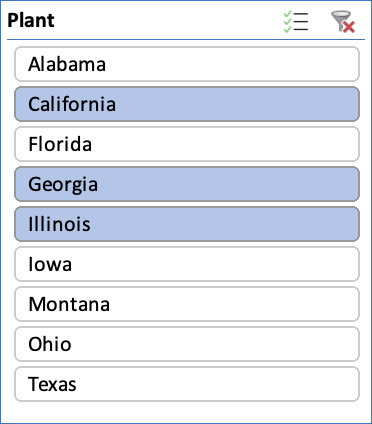 Plant
Alabama
California
Florida
Georgia
Illinois
Iowa
Montana
Ohio
Texas